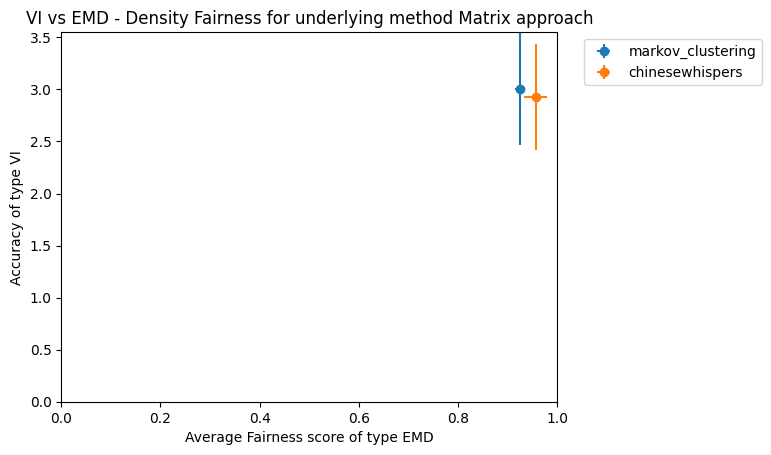 VI vs EMD - Density Fairness for underlying method Matrix approach
markov_clustering
chinesewhispers
Accuracy of type VI
3.5
3.0
2.5
2.0
1.5
1.0
0.5
0.0
0.0 0.2 0.4 0.6 0.8 1.0
Average Fairness score of type EMD